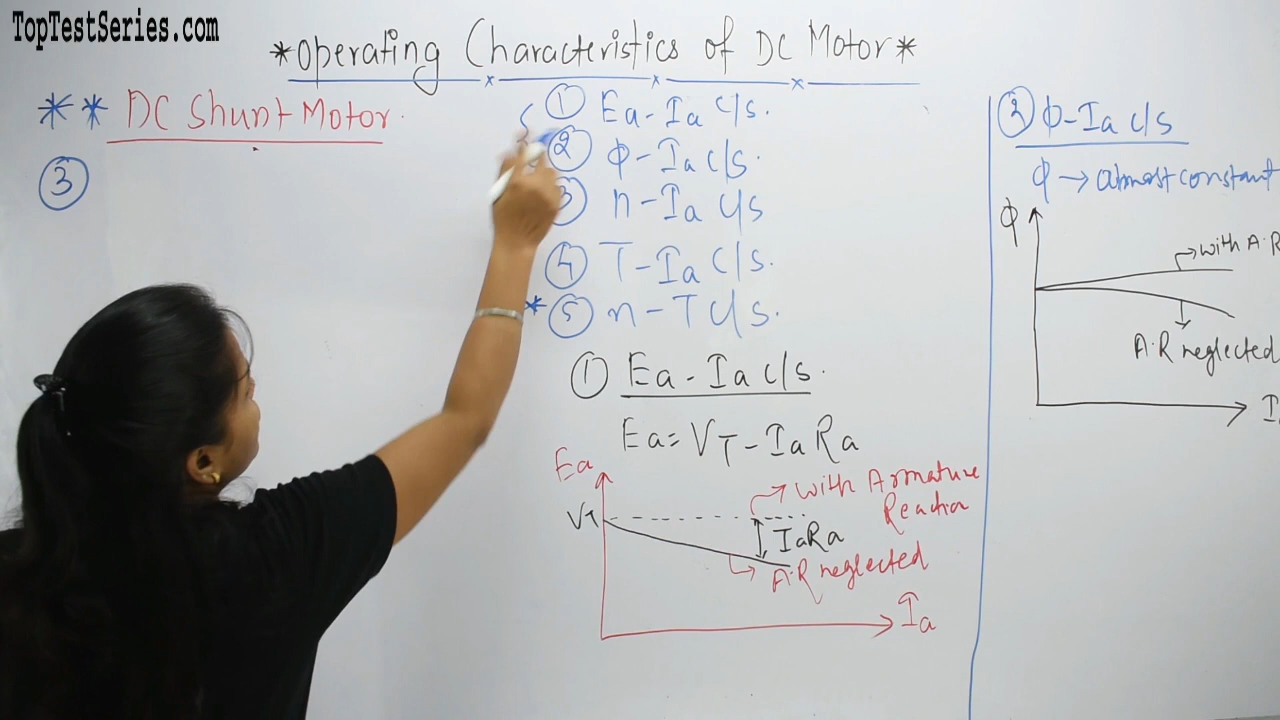 TopTestSeries.com
*Operating Characteristics of DC Motor*
** DC Shunt Motor
③
① Ea-Ia c/s.
② φ-Ia c/s.
③ n-Ia c/s
④ T-Ia c/s.
* ⑤ n-T c/s.
① Ea-Ia c/s.
Ea = VT - IaRa
Ea
with Armature
Reaction
VT
IaRa
A.R neglected
Ia
② φ-Ia c/s
φ → almost constant
φ
with A.R
A.R neglected
I